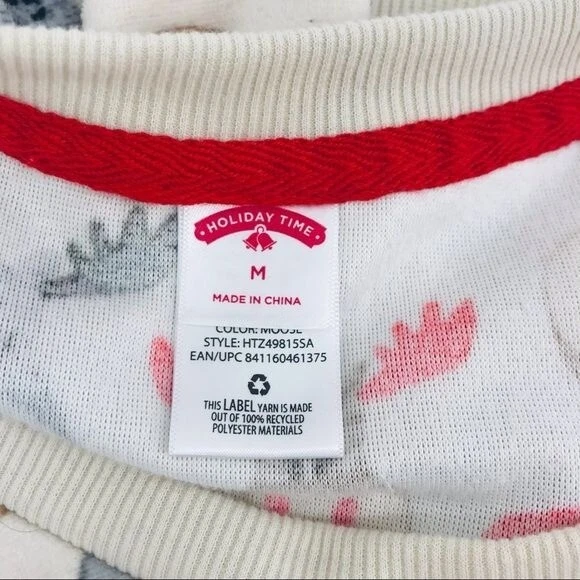 • HOLIDAY TIME •
M
MADE IN CHINA
COLOR: MOOSE
STYLE: HTZ49815SA
EAN/UPC 841160461375
THIS LABEL YARN IS MADE
OUT OF 100% RECYCLED
POLYESTER MATERIALS